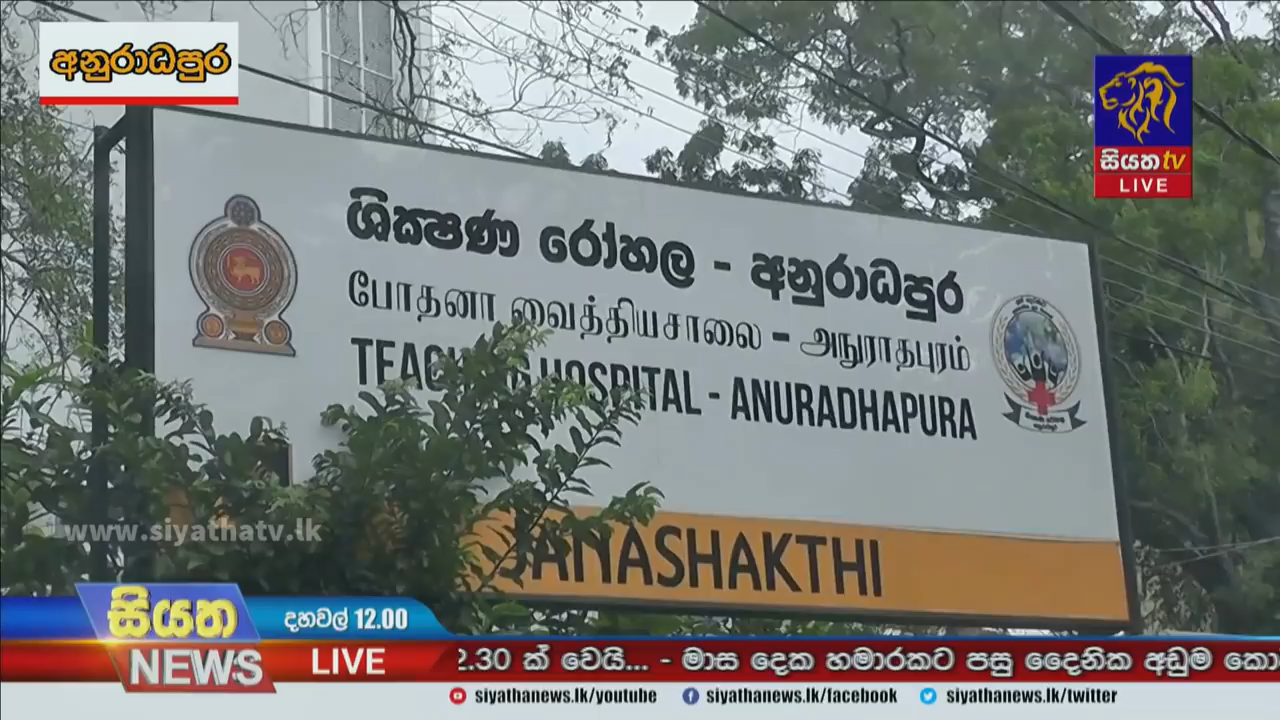 අනුරාධපුර
සියත tv
LIVE
ශික්ෂණ රෝහල - අනුරාධපුර
போதனா வைத்தியசாலை - அநுராதபுரம்
TEACHING HOSPITAL - ANURADHAPURA
JANASHAKTHI
www.siyathatv.lk
සියත දහවල් 12.00
NEWS LIVE 2.30 ක් වෙයි... - මාස දෙක හමාරකට පසු දෛනික අඩුම කො
siyathanews.lk/youtube siyathanews.lk/facebook siyathanews.lk/twitter